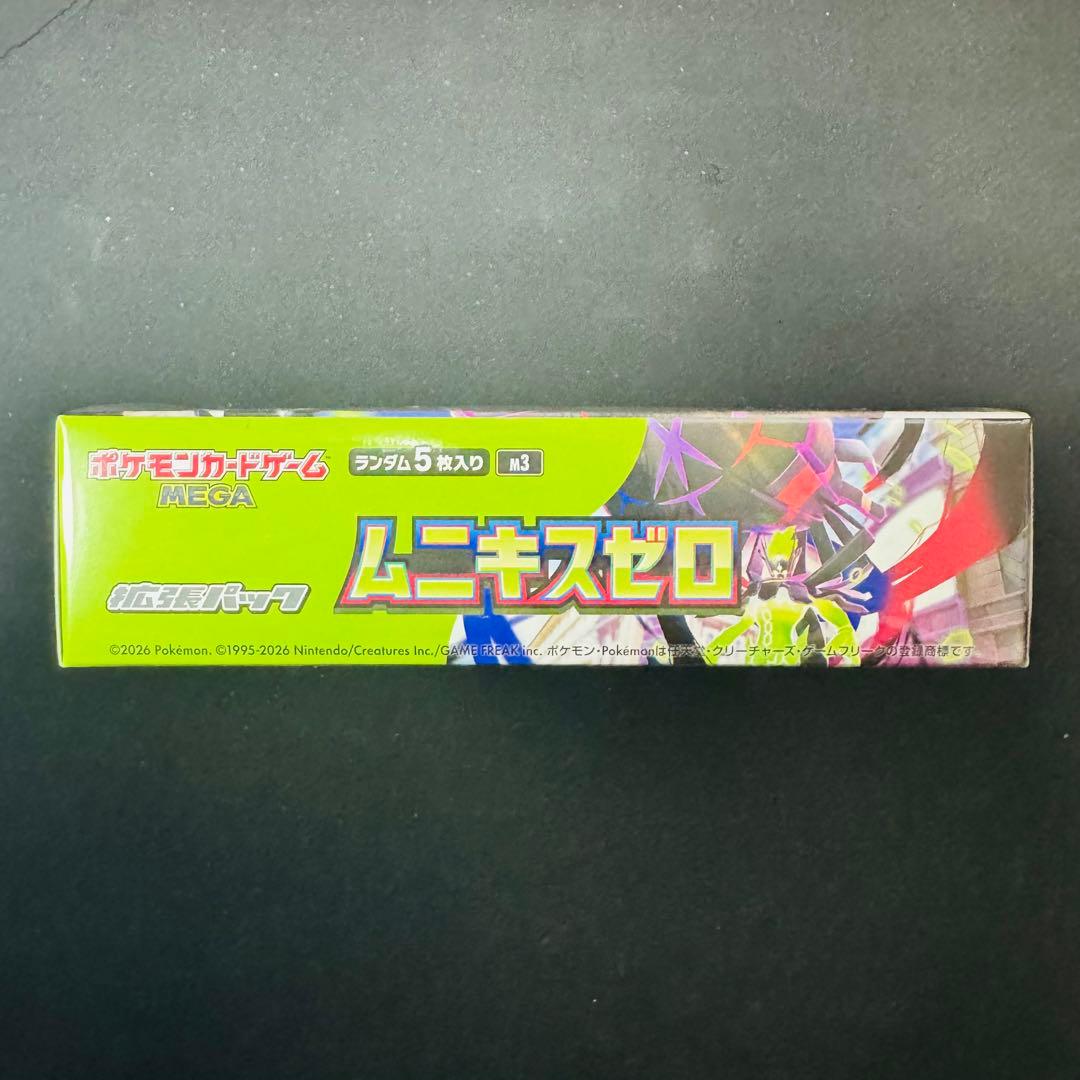 ポケモンカードゲーム™
MEGA
ランダム5枚入り M3
ムニキスゼロ
拡張パック
©2026 Pokémon. ©1995-2026 Nintendo/Creatures Inc./GAME FREAK inc. ポケモン・Pokémonは任天堂・クリーチャーズ・ゲームフリークの登録商標です